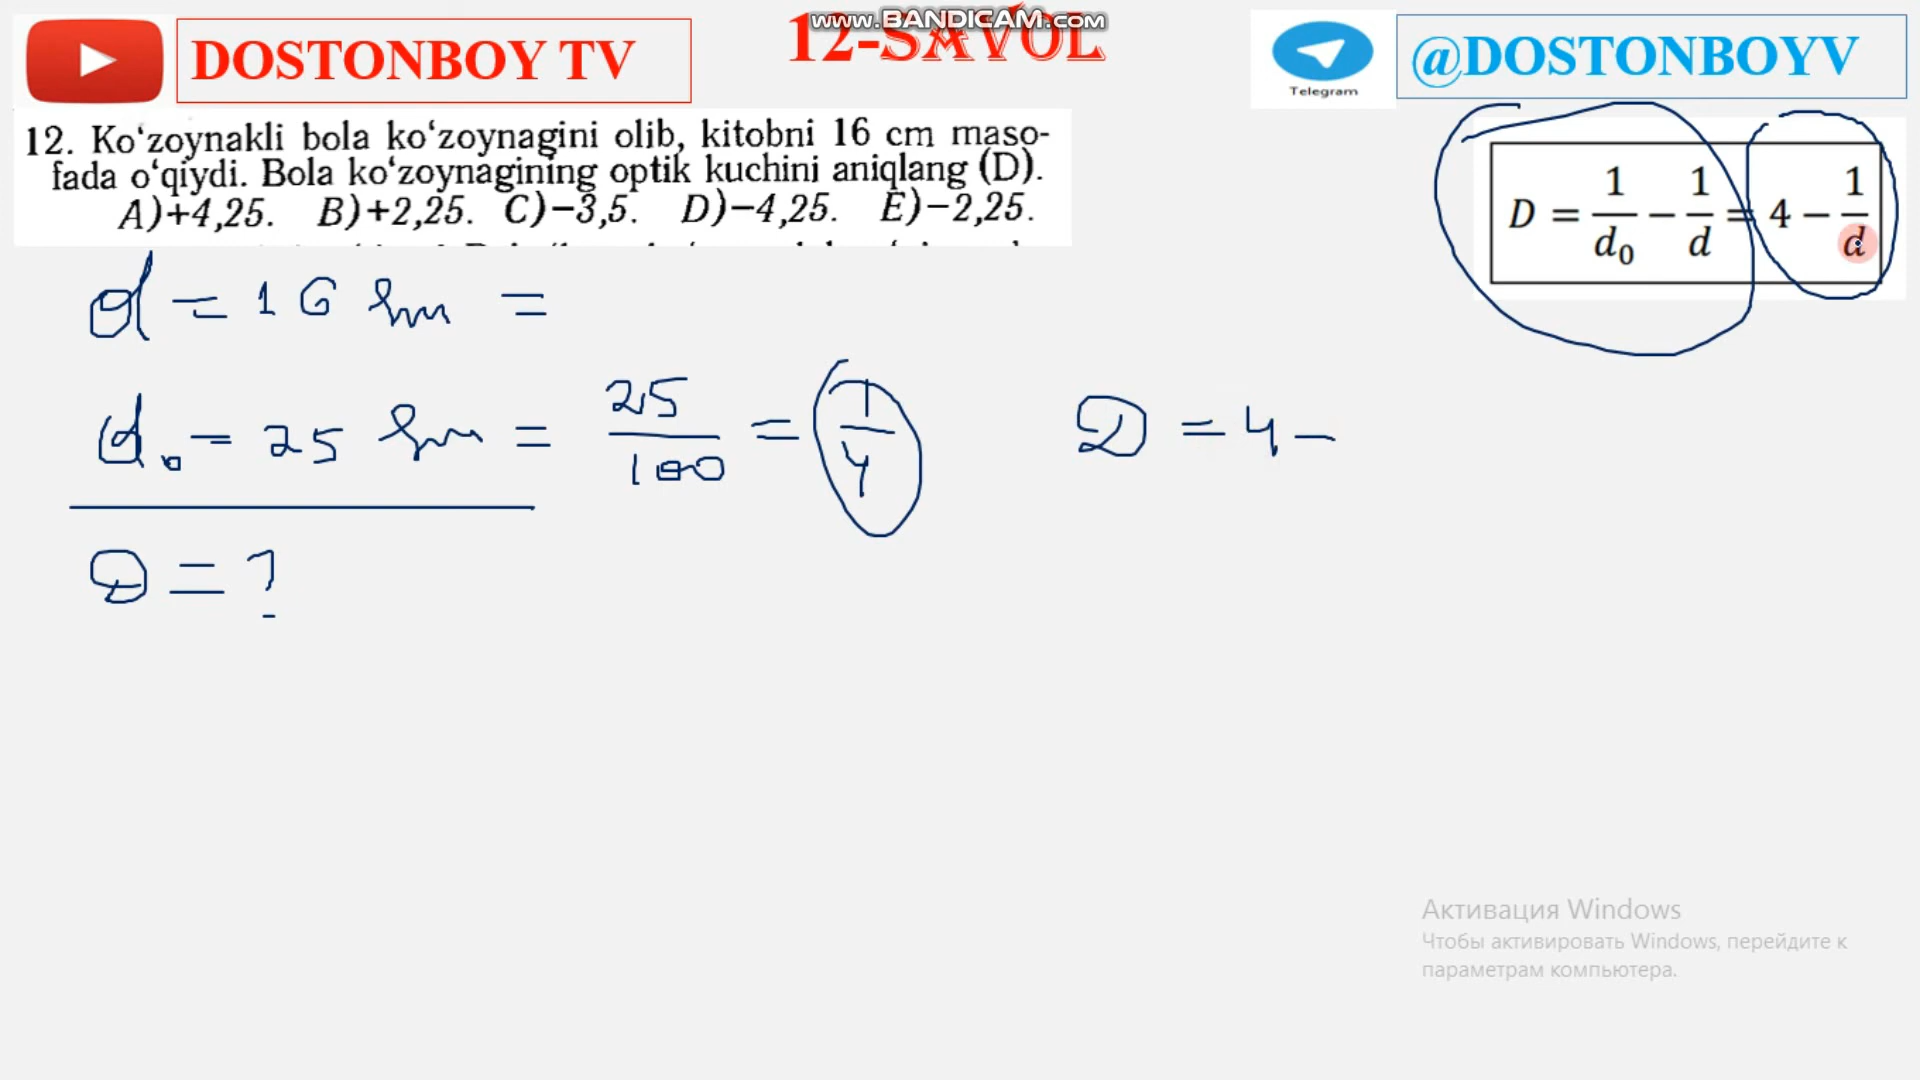 www.BANDICAM.com
DOSTONBOY TV
12-SAVOL
Telegram
@DOSTONBOYV
12. Ko‘zoynakli bola ko‘zoynagini olib, kitobni 16 cm maso-
fada o‘qiydi. Bola ko‘zoynagining optik kuchini aniqlang (D).
A)+4,25. B)+2,25. C)−3,5. D)−4,25. E)−2,25.
D = 1/d₀ − 1/d = 4 − 1/d
d = 16 sm =
d₀ = 25 sm = 25/100 = 1/4
D = 4 −
D = ?
Активация Windows
Чтобы активировать Windows, перейдите к
параметрам компьютера.